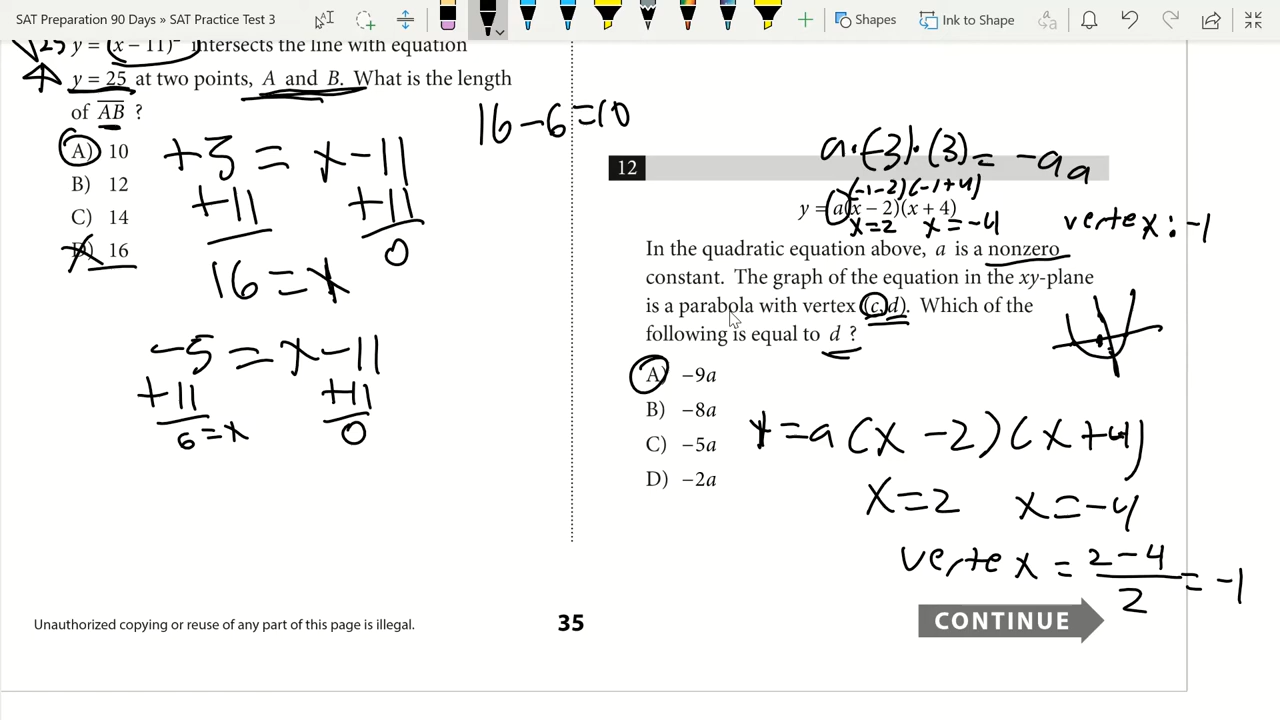 SAT Preparation 90 Days » SAT Practice Test 3
Shapes
Ink to Shape
√25 y = (x − 11)² intersects the line with equation
y = 25 at two points, A and B. What is the length
of AB ?
A) 10
B) 12
C) 14
D) 16
16 − 6 = 10
+5 = x − 11
+11 +11
0
16 = x
−5 = x − 11
+11 +11
6 = x 0
12
a·(−3)·(3) = −9a
(−1−2)(−1+4)
y = a(x − 2)(x + 4)
x=2 x=−4
vertex : −1
In the quadratic equation above, a is a nonzero
constant. The graph of the equation in the xy-plane
is a parabola with vertex (c, d). Which of the
following is equal to d ?
A) −9a
B) −8a
C) −5a
D) −2a
y = a (x − 2) (x + 4)
x = 2 x = −4
vertex = 2 − 4 / 2 = −1
Unauthorized copying or reuse of any part of this page is illegal.
35
CONTINUE